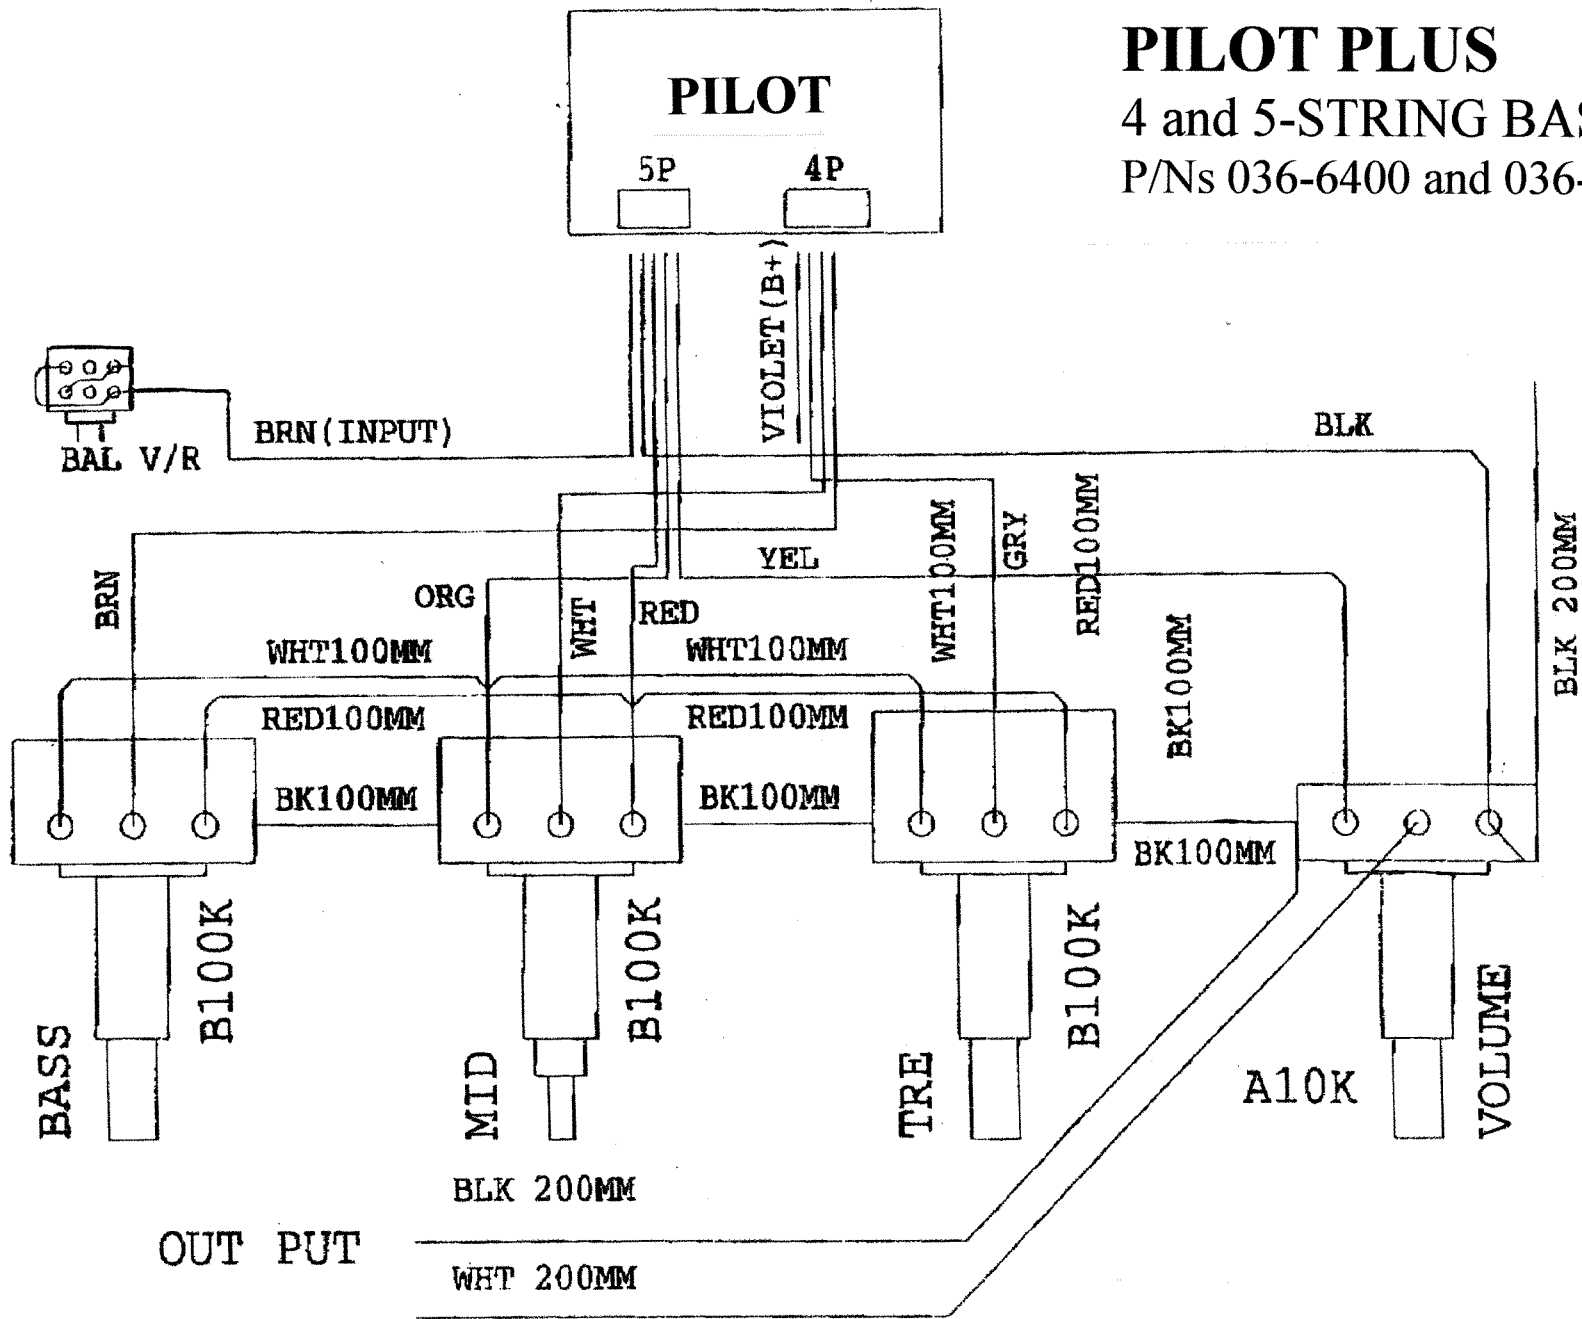 PILOT
5P
4P
PILOT PLUS
4 and 5-STRING BAS
P/Ns 036-6400 and 036-
VIOLET(B+)
BAL V/R
BRN(INPUT)
BLK
BRN
ORG
WHT
RED
YEL
WHT100MM
GRY
RED100MM
BK100MM
BLK 200MM
WHT100MM
WHT100MM
RED100MM
RED100MM
BK100MM
BK100MM
BK100MM
BASS
B100K
MID
B100K
TRE
B100K
A10K
VOLUME
BLK 200MM
OUT PUT
WHT 200MM